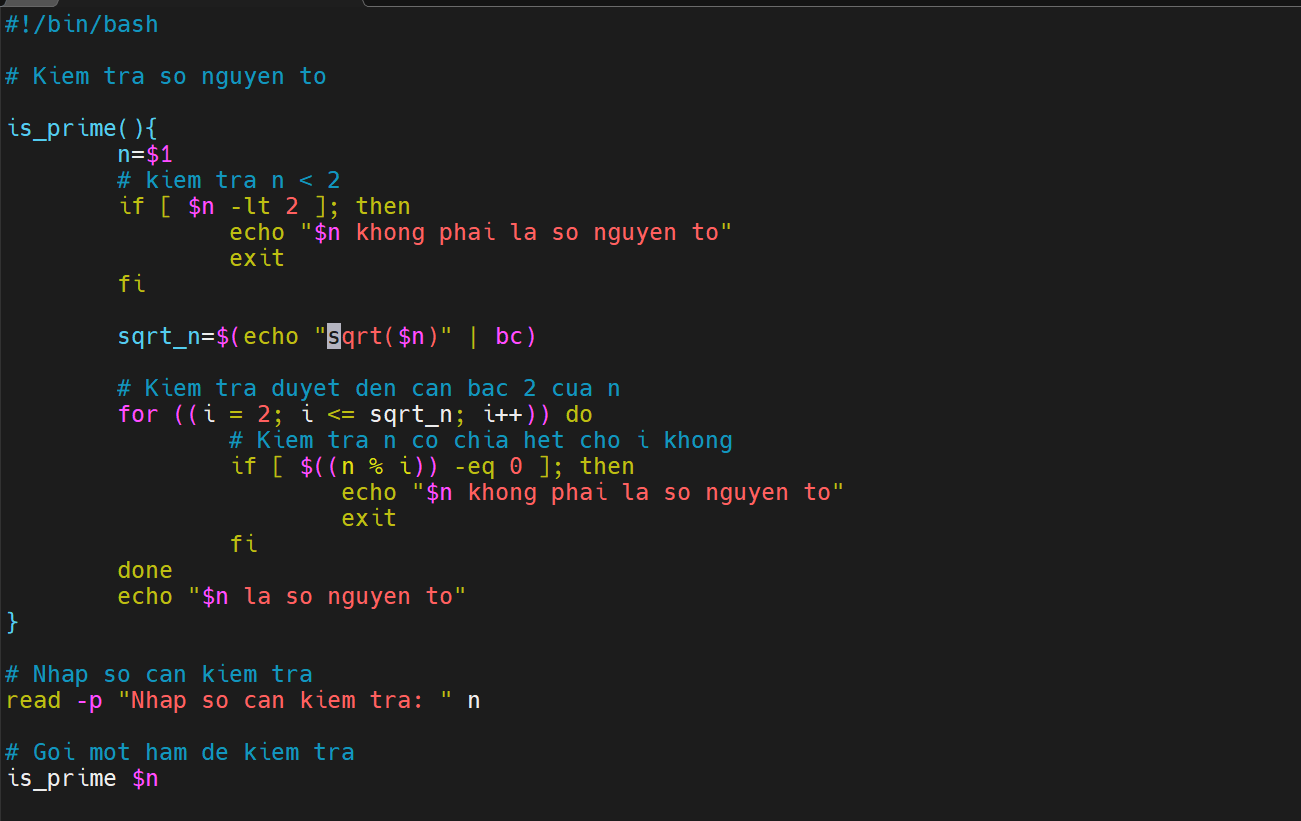 #!/bin/bash
# Kiem tra so nguyen to
is_prime(){
n=$1
# kiem tra n < 2
if [ $n -lt 2 ]; then
echo "$n khong phai la so nguyen to"
exit
fi
sqrt_n=$(echo "sqrt($n)" | bc)
# Kiem tra duyet den can bac 2 cua n
for ((i = 2; i <= sqrt_n; i++)) do
# Kiem tra n co chia het cho i khong
if [ $((n % i)) -eq 0 ]; then
echo "$n khong phai la so nguyen to"
exit
fi
done
echo "$n la so nguyen to"
}
# Nhap so can kiem tra
read -p "Nhap so can kiem tra: " n
# Goi mot ham de kiem tra
is_prime $n